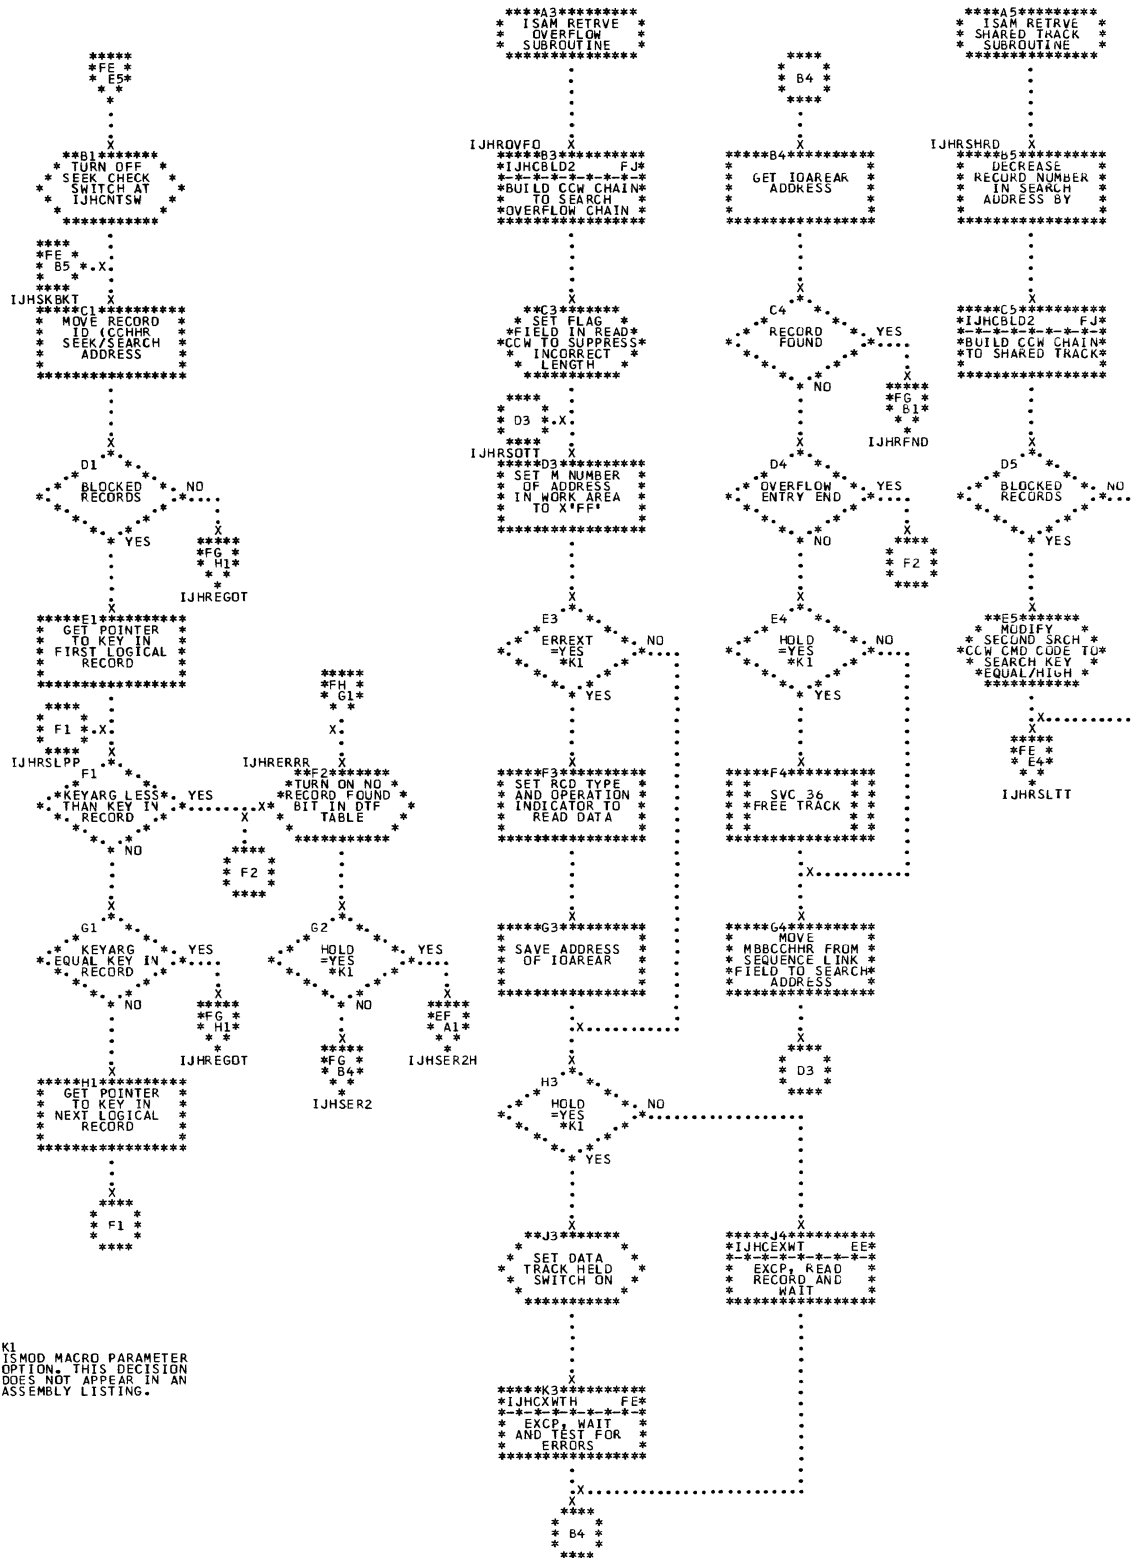 FE
E5
B1
TURN OFF
SEEK CHECK
SWITCH AT
IJHCNTSW
FE
B5
IJHSKBKT
C1
MOVE RECORD
ID (CCHHR
SEEK/SEARCH
ADDRESS
D1
BLOCKED
RECORDS
NO
YES
FG
H1
IJHREGOT
E1
GET POINTER
TO KEY IN
FIRST LOGICAL
RECORD
F1
IJHRSLPP
F1
KEYARG LESS
THAN KEY IN
RECORD
YES
NO
F2
G1
KEYARG
EQUAL KEY IN
RECORD
YES
NO
FG
H1
IJHREGOT
H1
GET POINTER
TO KEY IN
NEXT LOGICAL
RECORD
F1
K1
ISMOD MACRO PARAMETER
OPTION. THIS DECISION
DOES NOT APPEAR IN AN
ASSEMBLY LISTING.
FH
G1
IJHRERRR
F2
TURN ON NO
RECORD FOUND
BIT IN DTF
TABLE
G2
HOLD
=YES
*K1
YES
NO
EF
A1
IJHSER2H
FG
B4
IJHSER2
A3
ISAM RETRVE
OVERFLOW
SUBROUTINE
IJHROVFO
B3
IJHCBLD2 FJ
BUILD CCW CHAIN
TO SEARCH
OVERFLOW CHAIN
C3
SET FLAG
FIELD IN READ
CCW TO SUPPRESS
INCORRECT
LENGTH
D3
IJHRSOTT
D3
SET M NUMBER
OF ADDRESS
IN WORK AREA
TO X'FF'
E3
ERREXT
=YES
*K1
NO
YES
F3
SET RCD TYPE
AND OPERATION
INDICATOR TO
READ DATA
G3
SAVE ADDRESS
OF IOAREAR
H3
HOLD
=YES
*K1
NO
YES
J3
SET DATA
TRACK HELD
SWITCH ON
K3
IJHCXWTH FE
EXCP, WAIT
AND TEST FOR
ERRORS
B4
B4
B4
GET IOAREAR
ADDRESS
C4
RECORD
FOUND
YES
NO
FG
B1
IJHRFND
D4
OVERFLOW
ENTRY END
YES
NO
F2
E4
HOLD
=YES
*K1
NO
YES
F4
SVC 36
FREE TRACK
G4
MOVE
MBBCCHHR FROM
SEQUENCE LINK
FIELD TO SEARCH
ADDRESS
D3
J4
IJHCEXWT EE
EXCP, READ
RECORD AND
WAIT
A5
ISAM RETRVE
SHARED TRACK
SUBROUTINE
IJHRSHRD
B5
DECREASE
RECORD NUMBER
IN SEARCH
ADDRESS BY
C5
IJHCBLD2 FJ
BUILD CCW CHAIN
TO SHARED TRACK
D5
BLOCKED
RECORDS
NO
YES
E5
MODIFY
SECOND SRCH
CCW CMD CODE TO
SEARCH KEY
EQUAL/HIGH
FE
E4
IJHRSLTT